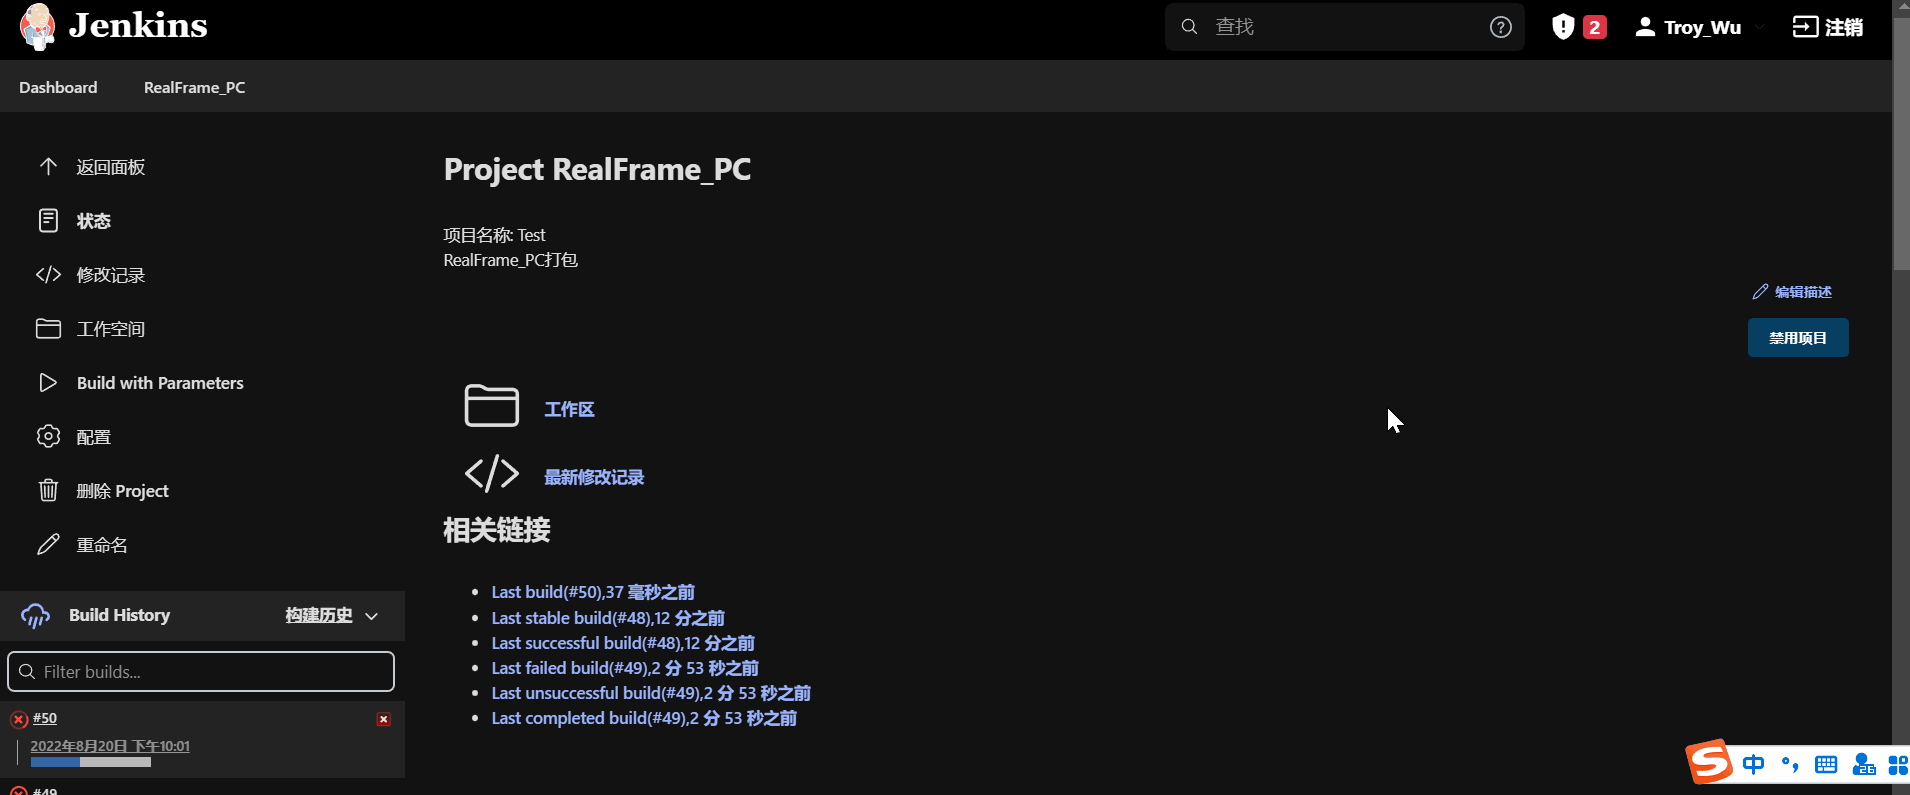 Jenkins
查找
2
Troy_Wu
注销
Dashboard
RealFrame_PC
返回面板
状态
修改记录
工作空间
Build with Parameters
配置
删除 Project
重命名
Build History
构建历史
Filter builds...
#50
2022年8月20日 下午10:01
#49
Project RealFrame_PC
项目名称: Test
RealFrame_PC打包
编辑描述
禁用项目
工作区
最新修改记录
相关链接
Last build(#50),37 毫秒之前
Last stable build(#48),12 分之前
Last successful build(#48),12 分之前
Last failed build(#49),2 分 53 秒之前
Last unsuccessful build(#49),2 分 53 秒之前
Last completed build(#49),2 分 53 秒之前
S
中
26